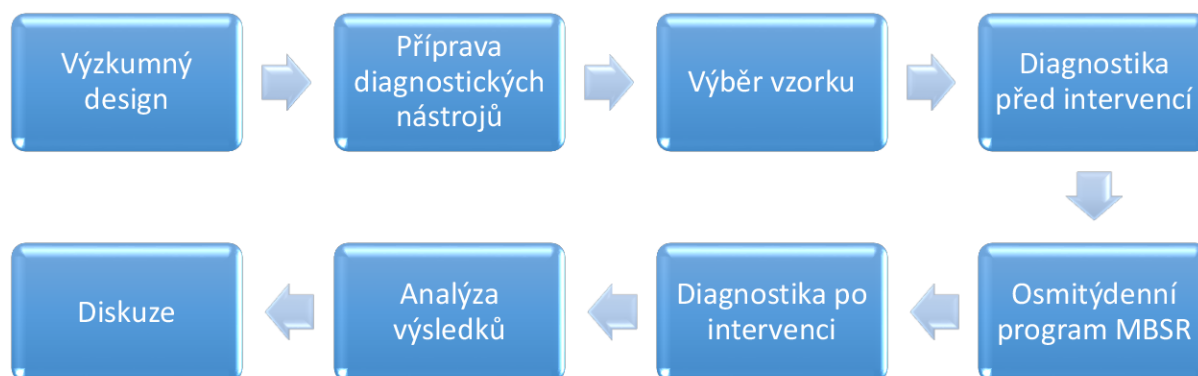 Výzkumný
design
Příprava
diagnostických
nástrojů
Výběr vzorku
Diagnostika
před intervencí
Osmitýdenní
program MBSR
Diagnostika po
intervenci
Analýza
výsledků
Diskuze